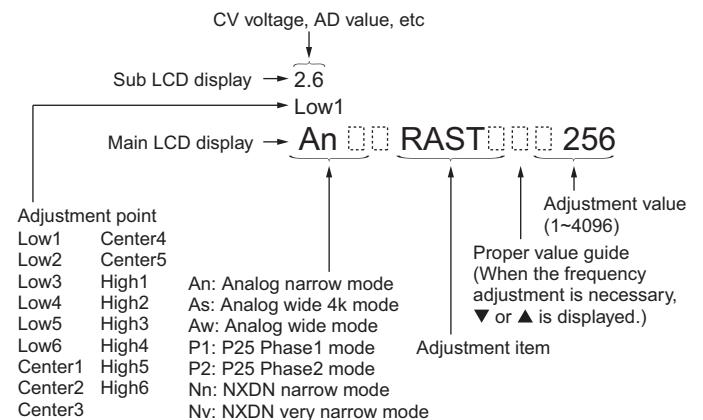 CV voltage, AD value, etc
Sub LCD display
2.6
Low1
Main LCD display
An RAST 256
Adjustment point
Low1 Center4
Low2 Center5
Low3 High1
Low4 High2
Low5 High3
Low6 High4
Center1 High5
Center2 High6
Center3
An: Analog narrow mode
As: Analog wide 4k mode
Aw: Analog wide mode
P1: P25 Phase1 mode
P2: P25 Phase2 mode
Nn: NXDN narrow mode
Nv: NXDN very narrow mode
Adjustment item
Proper value guide
(When the frequency
adjustment is necessary,
▼ or ▲ is displayed.)
Adjustment value
(1~4096)